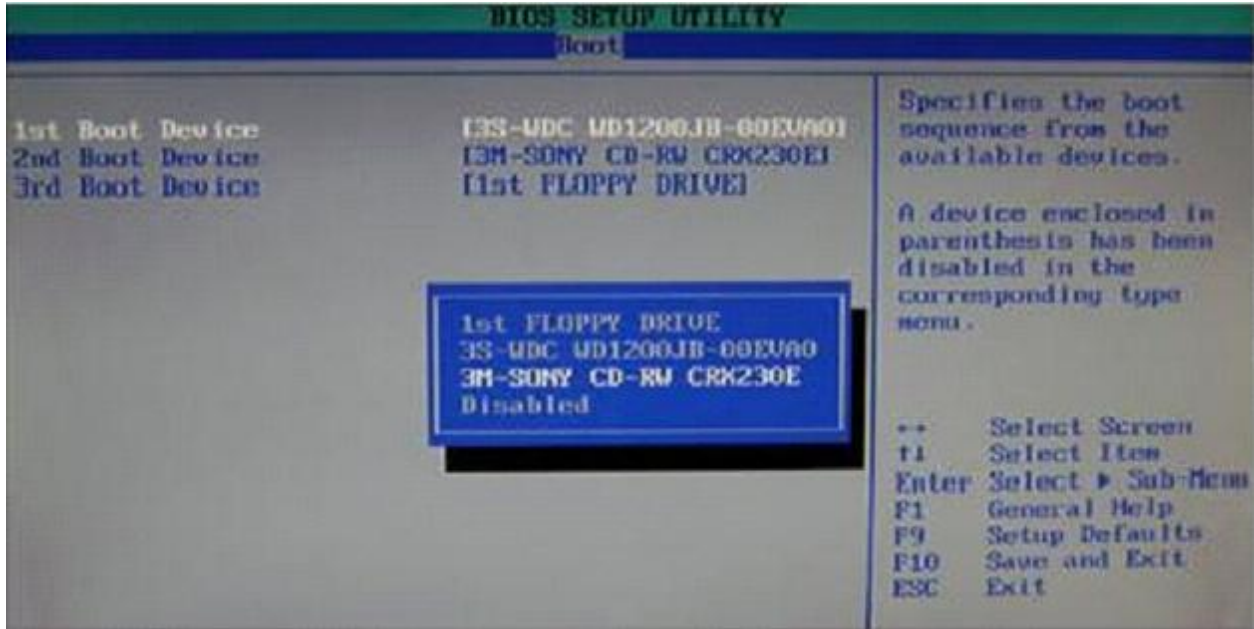 BIOS SETUP UTILITY
Boot
1st Boot Device [3S-WDC WD1200JB-00EVA0]
2nd Boot Device [3M-SONY CD-RW CRX230E]
3rd Boot Device [1st FLOPPY DRIVE]
1st FLOPPY DRIVE
3S-WDC WD1200JB-00EVA0
3M-SONY CD-RW CRX230E
Disabled
Specifies the boot
sequence from the
available devices.
A device enclosed in
parenthesis has been
disabled in the
corresponding type
menu.
↔ Select Screen
↑↓ Select Item
Enter Select ▶ Sub-Menu
F1 General Help
F9 Setup Defaults
F10 Save and Exit
ESC Exit